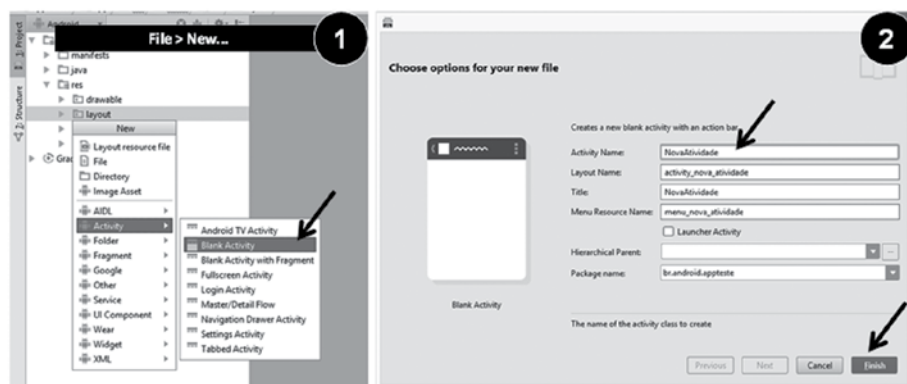 1: Project
2: Structure
Android
File > New...
1
manifests
java
res
drawable
layout
New
Layout resource file
File
Directory
Image Asset
AIDL
Activity
Folder
Fragment
Google
Other
Service
UI Component
Wear
Widget
XML
Android TV Activity
Blank Activity
Blank Activity with Fragment
Fullscreen Activity
Login Activity
Master/Detail Flow
Navigation Drawer Activity
Settings Activity
Tabbed Activity
2
Choose options for your new file
Creates a new blank activity with an action bar.
Activity Name: NovaAtividade
Layout Name: activity_nova_atividade
Title: NovaAtividade
Menu Resource Name: menu_nova_atividade
Launcher Activity
Hierarchical Parent: ...
Package name: br.android.appteste
Blank Activity
The name of the activity class to create
Previous Next Cancel Finish